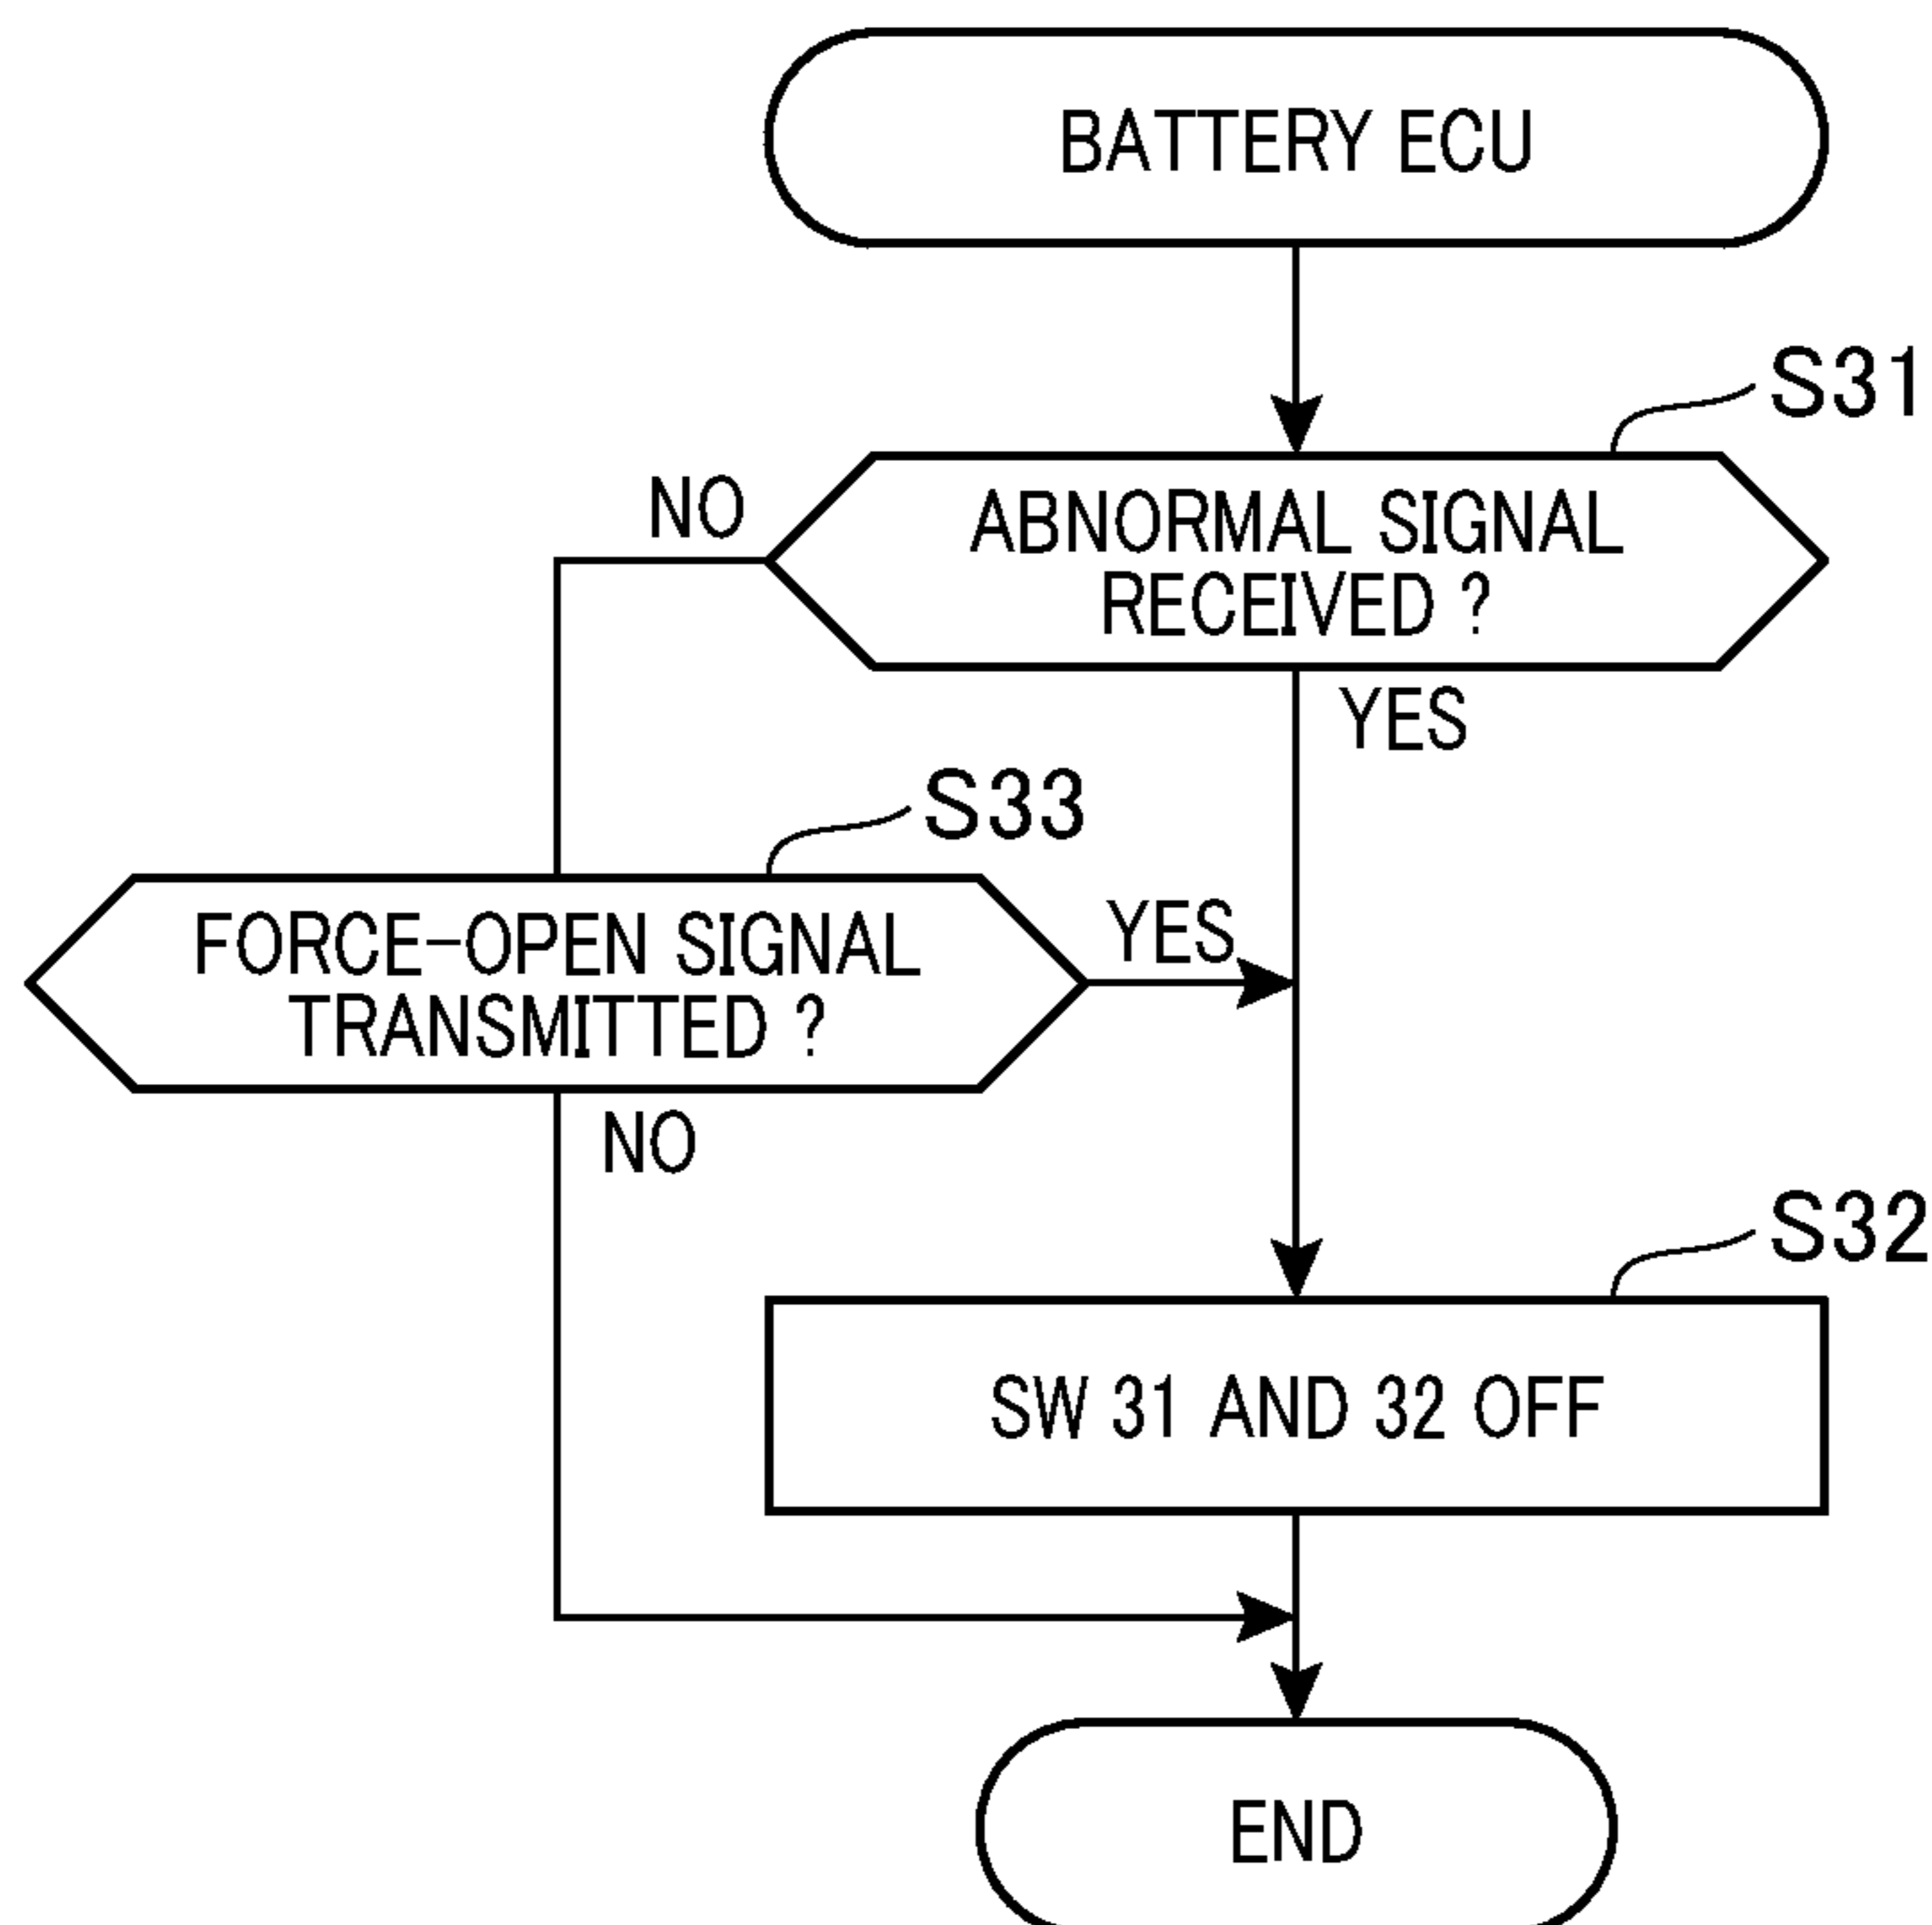 BATTERY ECU
S31
NO
ABNORMAL SIGNAL
RECEIVED ?
YES
S33
FORCE-OPEN SIGNAL
TRANSMITTED ?
YES
NO
S32
SW 31 AND 32 OFF
END